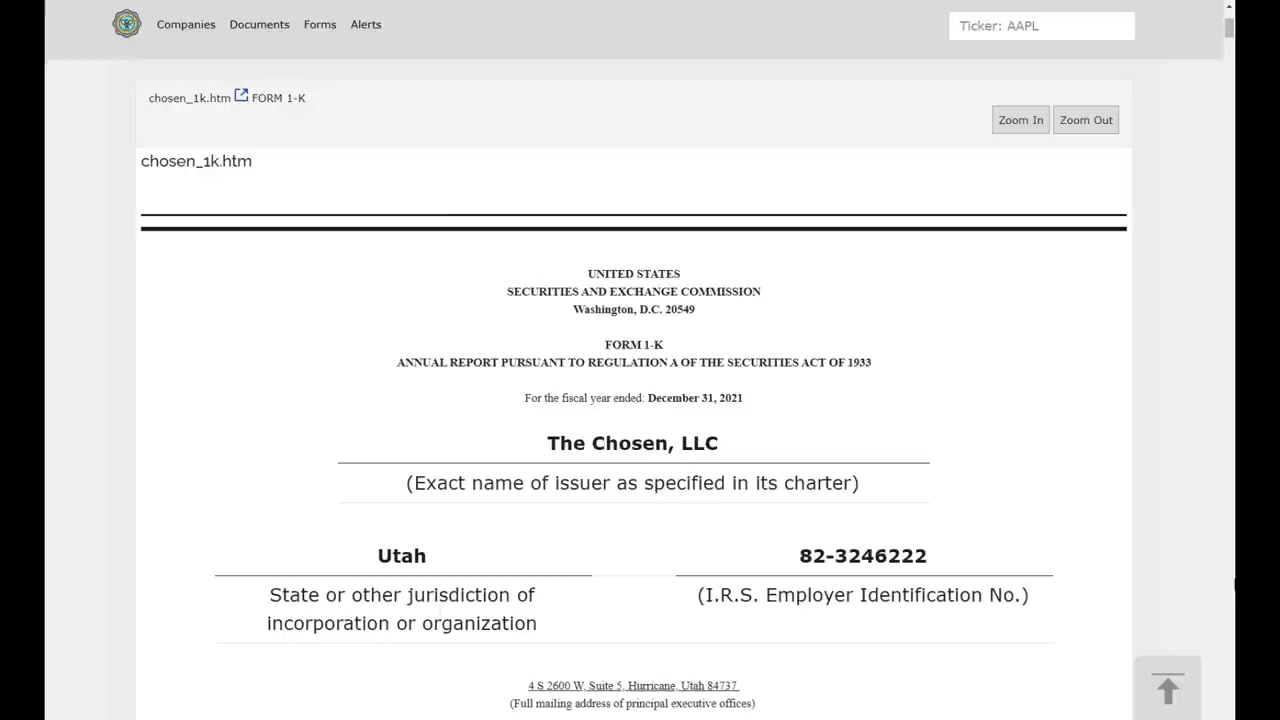 Companies Documents Forms Alerts
Ticker: AAPL
chosen_1k.htm FORM 1-K
Zoom In Zoom Out
chosen_1k.htm
UNITED STATES
SECURITIES AND EXCHANGE COMMISSION
Washington, D.C. 20549
FORM 1-K
ANNUAL REPORT PURSUANT TO REGULATION A OF THE SECURITIES ACT OF 1933
For the fiscal year ended: December 31, 2021
The Chosen, LLC
(Exact name of issuer as specified in its charter)
Utah 82-3246222
State or other jurisdiction of (I.R.S. Employer Identification No.)
incorporation or organization
4 S 2600 W, Suite 5, Hurricane, Utah 84737
(Full mailing address of principal executive offices)